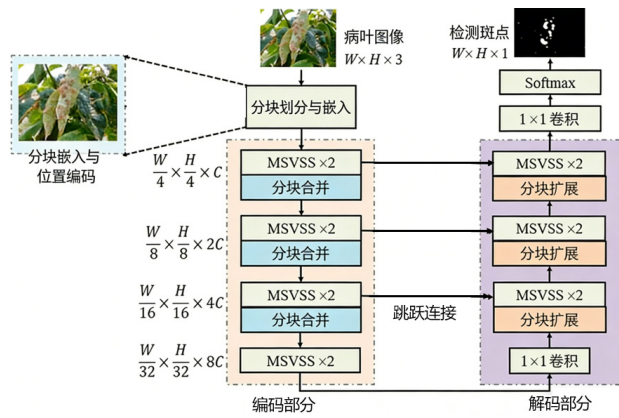 病叶图像
W×H×3
检测斑点
W×H×1
Softmax
1×1卷积
分块划分与嵌入
分块嵌入与
位置编码
W/4×H/4×C
MSVSS×2
分块合并
MSVSS×2
分块扩展
W/8×H/8×2C
MSVSS×2
分块合并
MSVSS×2
分块扩展
W/16×H/16×4C
MSVSS×2
分块合并
跳跃连接
MSVSS×2
分块扩展
W/32×H/32×8C
MSVSS×2
1×1卷积
编码部分
解码部分